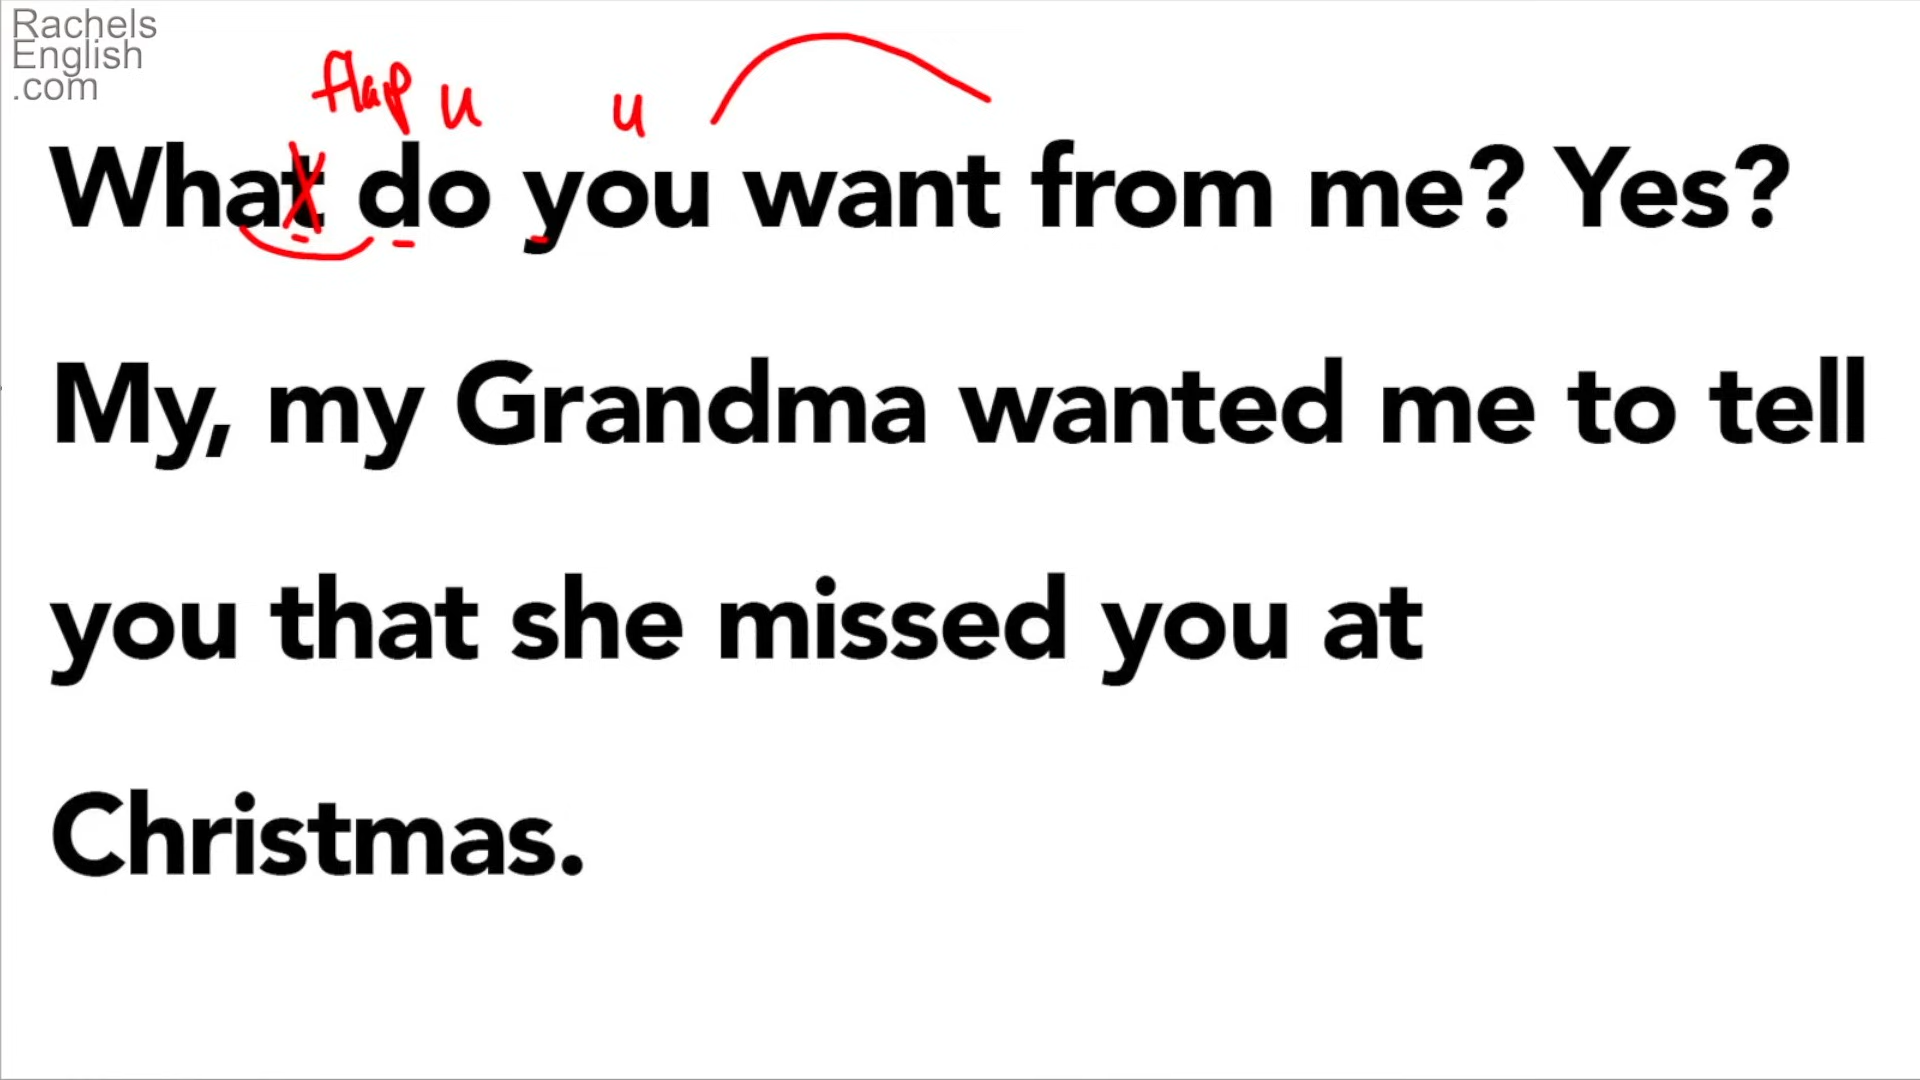 Rachels
English
.com
flap u u
What do you want from me? Yes?
My, my Grandma wanted me to tell
you that she missed you at
Christmas.